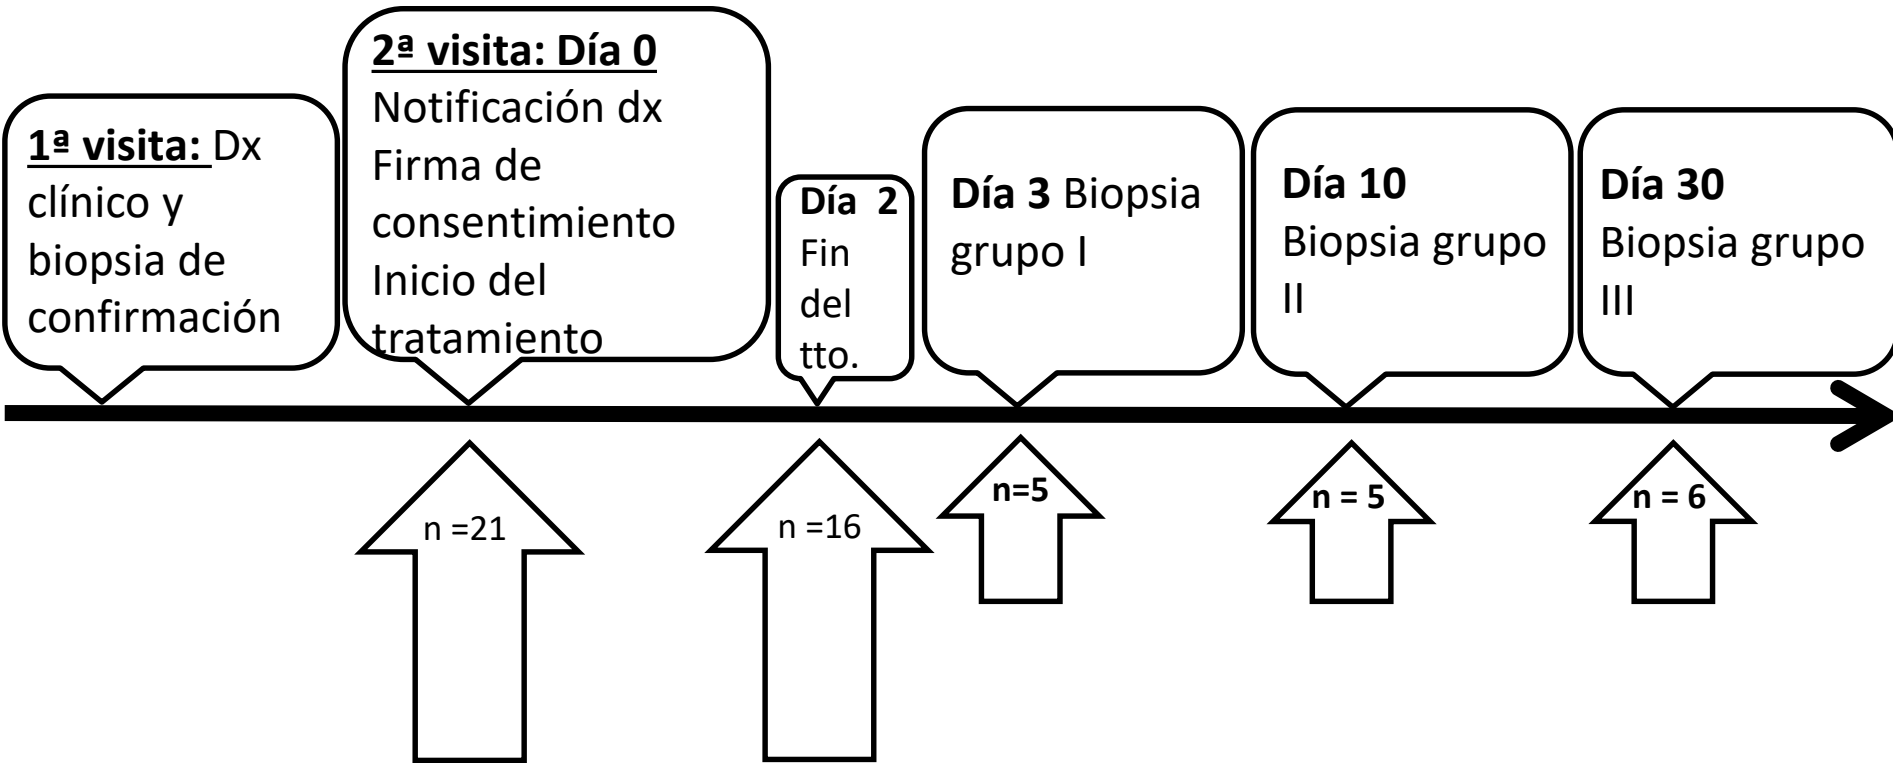 1ª visita: Dx
clínico y
biopsia de
confirmación
2ª visita: Día 0
Notificación dx
Firma de
consentimiento
Inicio del
tratamiento
Día 2
Fin
del
tto.
Día 3 Biopsia
grupo I
Día 10
Biopsia grupo
II
Día 30
Biopsia grupo
III
n =21
n =16
n=5
n = 5
n = 6